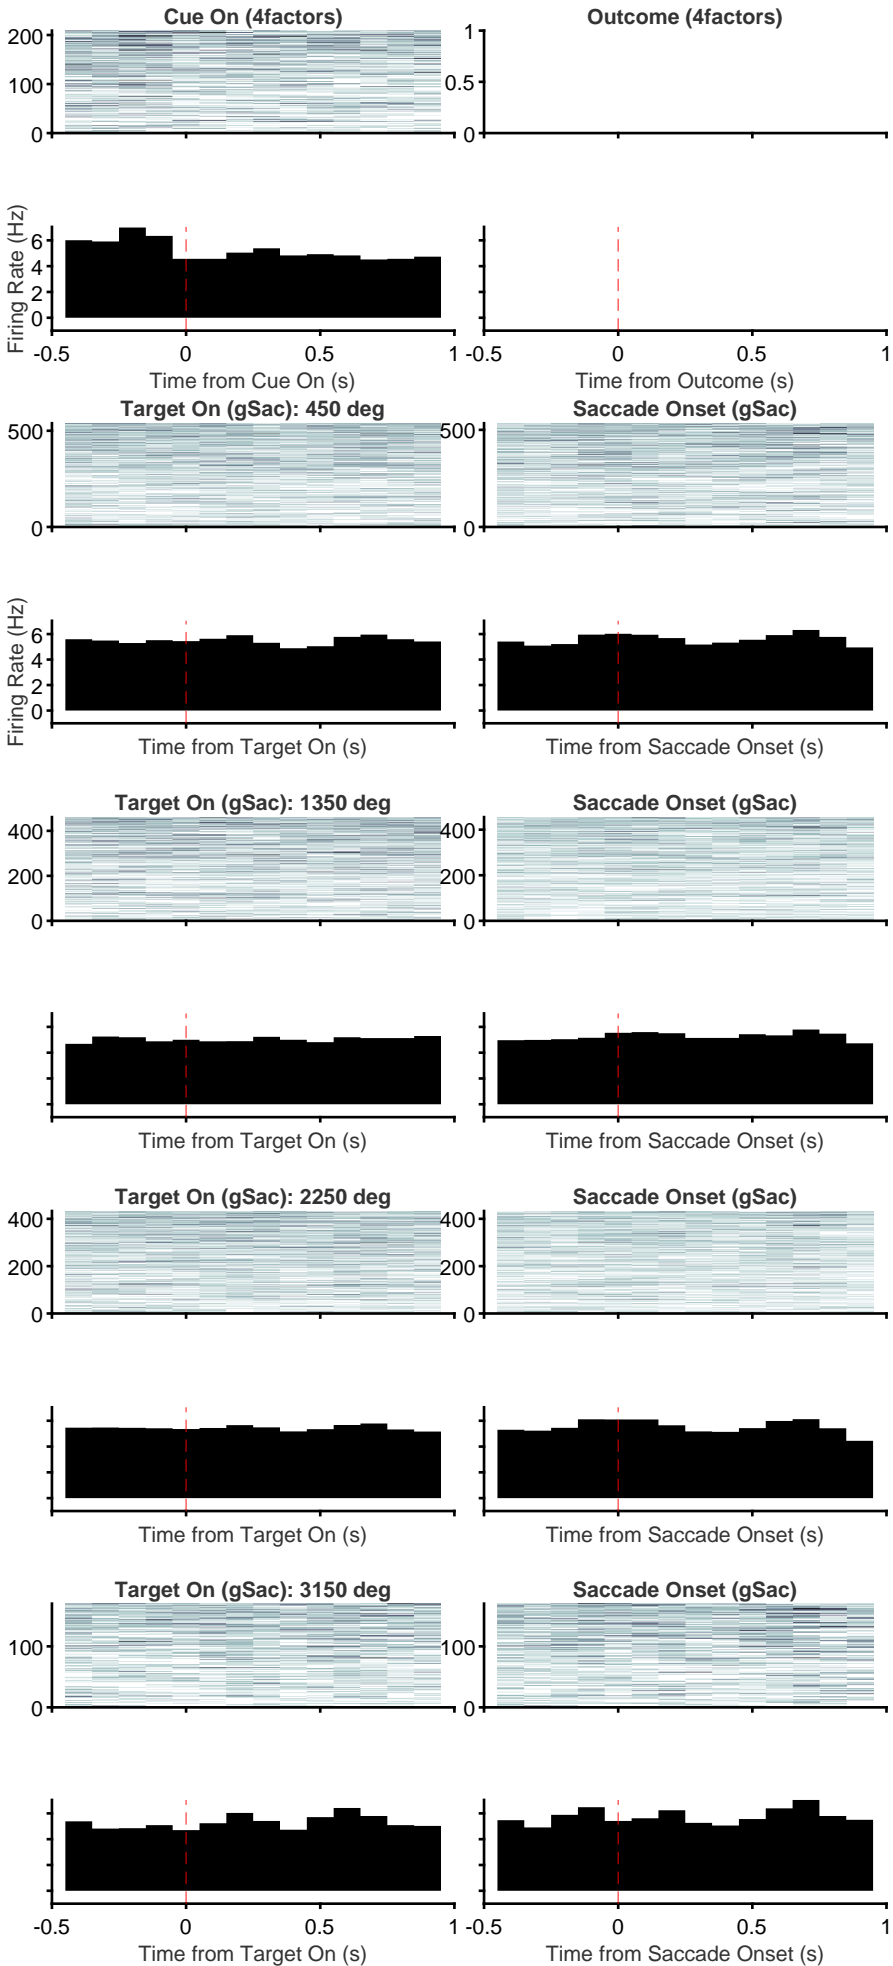 Cue On (4factors)
Outcome (4factors)
200
100
0
1
0.5
0
Firing Rate (Hz)
6
4
2
0
-0.5 0 0.5 1
-0.5 0 0.5 1
Time from Cue On (s)
Time from Outcome (s)
Target On (gSac): 450 deg
Saccade Onset (gSac)
500
0
500
0
Firing Rate (Hz)
6
4
2
0
Time from Target On (s)
Time from Saccade Onset (s)
Target On (gSac): 1350 deg
Saccade Onset (gSac)
400
200
0
400
200
0
Time from Target On (s)
Time from Saccade Onset (s)
Target On (gSac): 2250 deg
Saccade Onset (gSac)
400
200
0
400
200
0
Time from Target On (s)
Time from Saccade Onset (s)
Target On (gSac): 3150 deg
Saccade Onset (gSac)
100
0
100
0
-0.5 0 0.5 1
-0.5 0 0.5 1
Time from Target On (s)
Time from Saccade Onset (s)